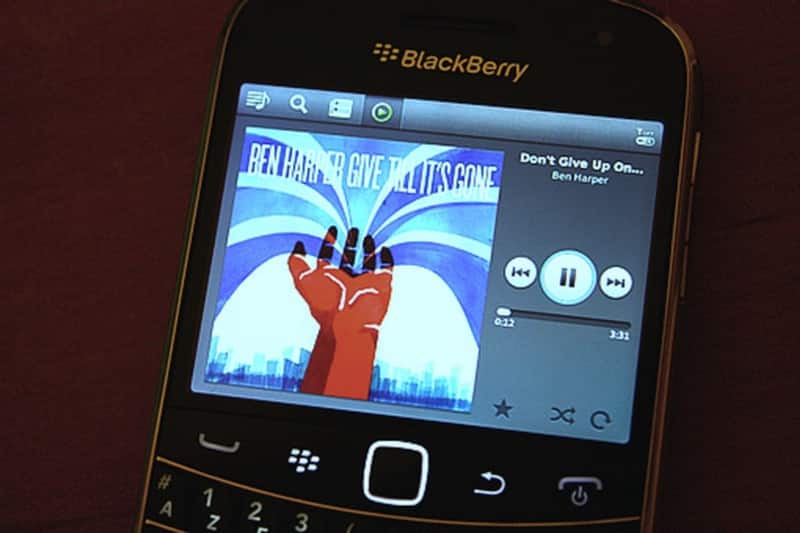 BlackBerry
BEN HARPER GIVE TILL IT'S GONE
Don't Give Up On...
Ben Harper
0:12
3:31
# 1 2 3 (
A Z